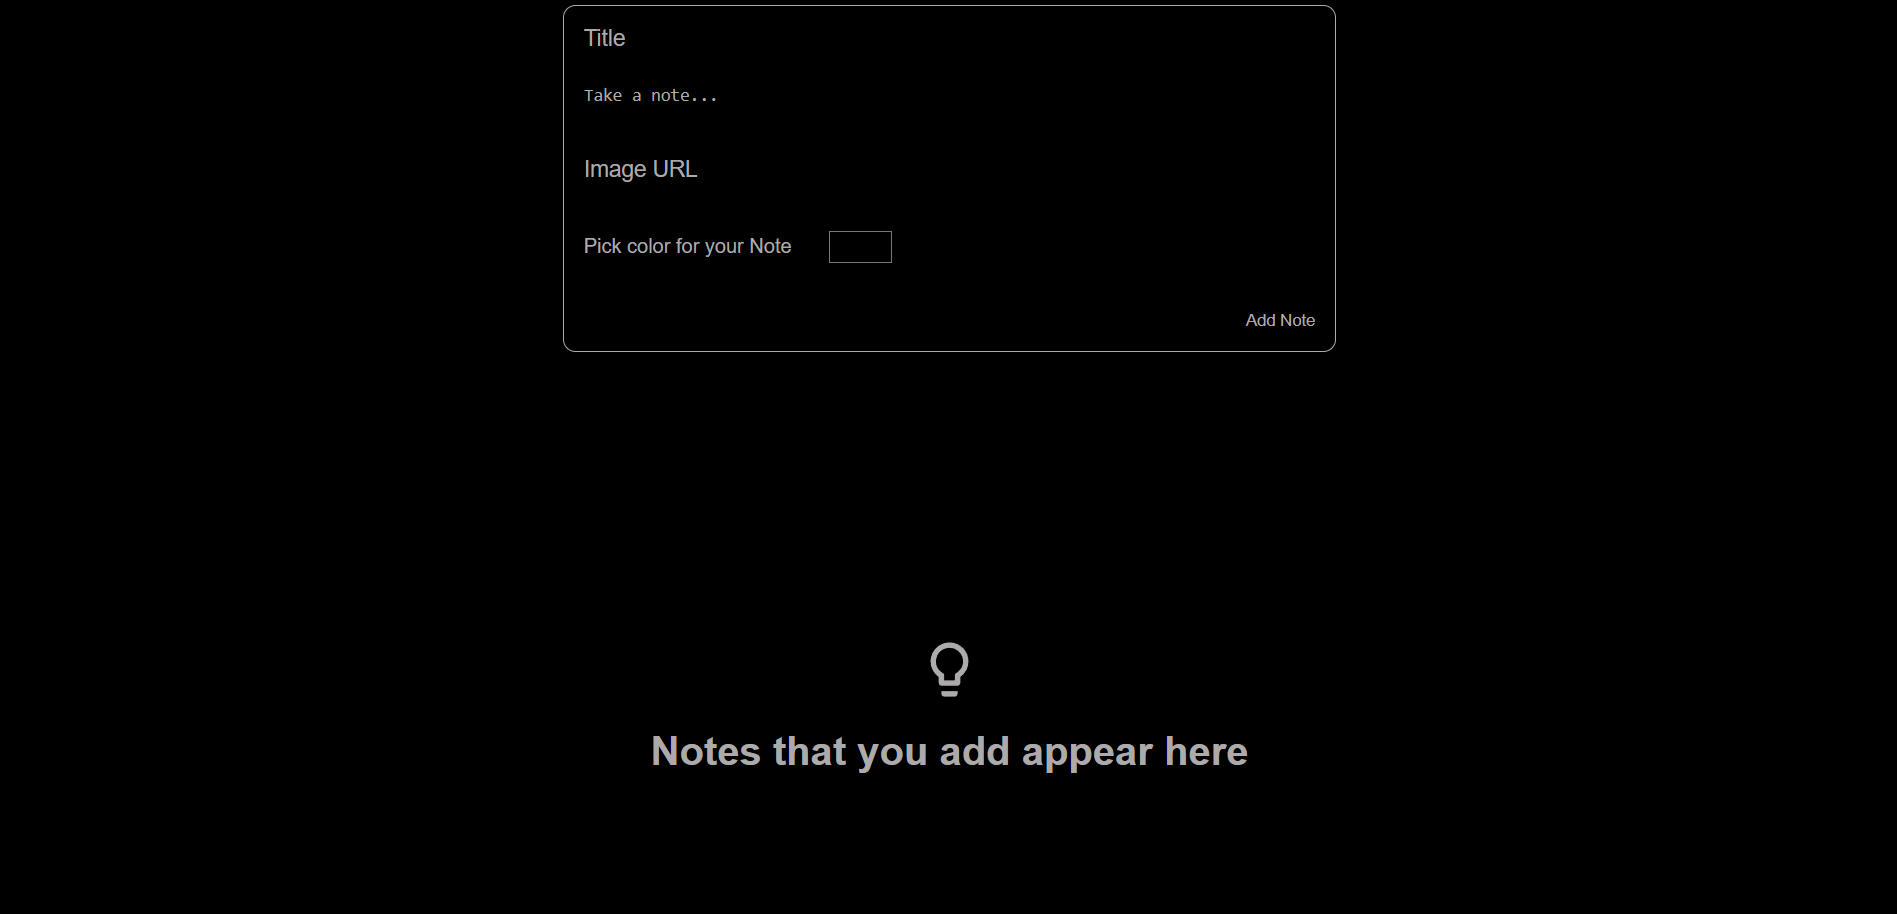 Title
Take a note...
Image URL
Pick color for your Note
Add Note
Notes that you add appear here